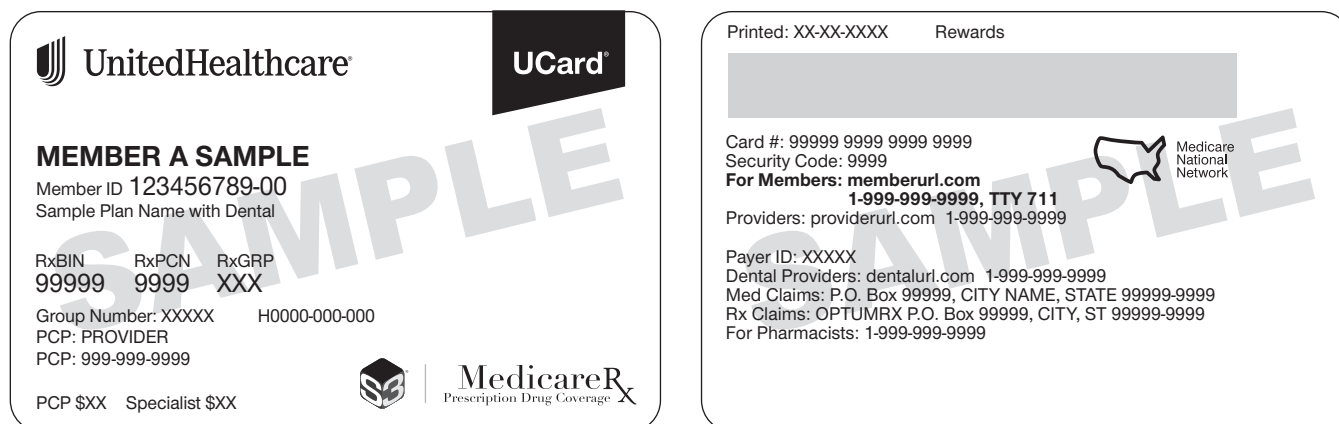 UnitedHealthcare®
UCard®
SAMPLE
MEMBER A SAMPLE
Member ID 123456789-00
Sample Plan Name with Dental
RxBIN RxPCN RxGRP
99999 9999 XXX
Group Number: XXXXX H0000-000-000
PCP: PROVIDER
PCP: 999-999-9999
PCP $XX Specialist $XX
S3
MedicareRx
Prescription Drug Coverage
Printed: XX-XX-XXXX Rewards
SAMPLE
Card #: 99999 9999 9999 9999
Security Code: 9999
For Members: memberurl.com
1-999-999-9999, TTY 711
Providers: providerurl.com 1-999-999-9999
Medicare
National
Network
Payer ID: XXXXX
Dental Providers: dentalurl.com 1-999-999-9999
Med Claims: P.O. Box 99999, CITY NAME, STATE 99999-9999
Rx Claims: OPTUMRX P.O. Box 99999, CITY, ST 99999-9999
For Pharmacists: 1-999-999-9999